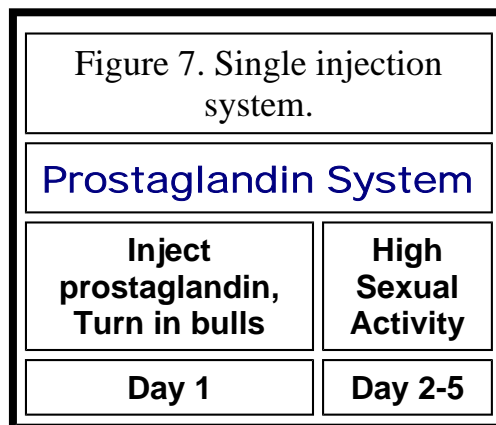 Figure 7. Single injection
system.
Prostaglandin System
Inject
prostaglandin,
Turn in bulls
High
Sexual
Activity
Day 1
Day 2-5